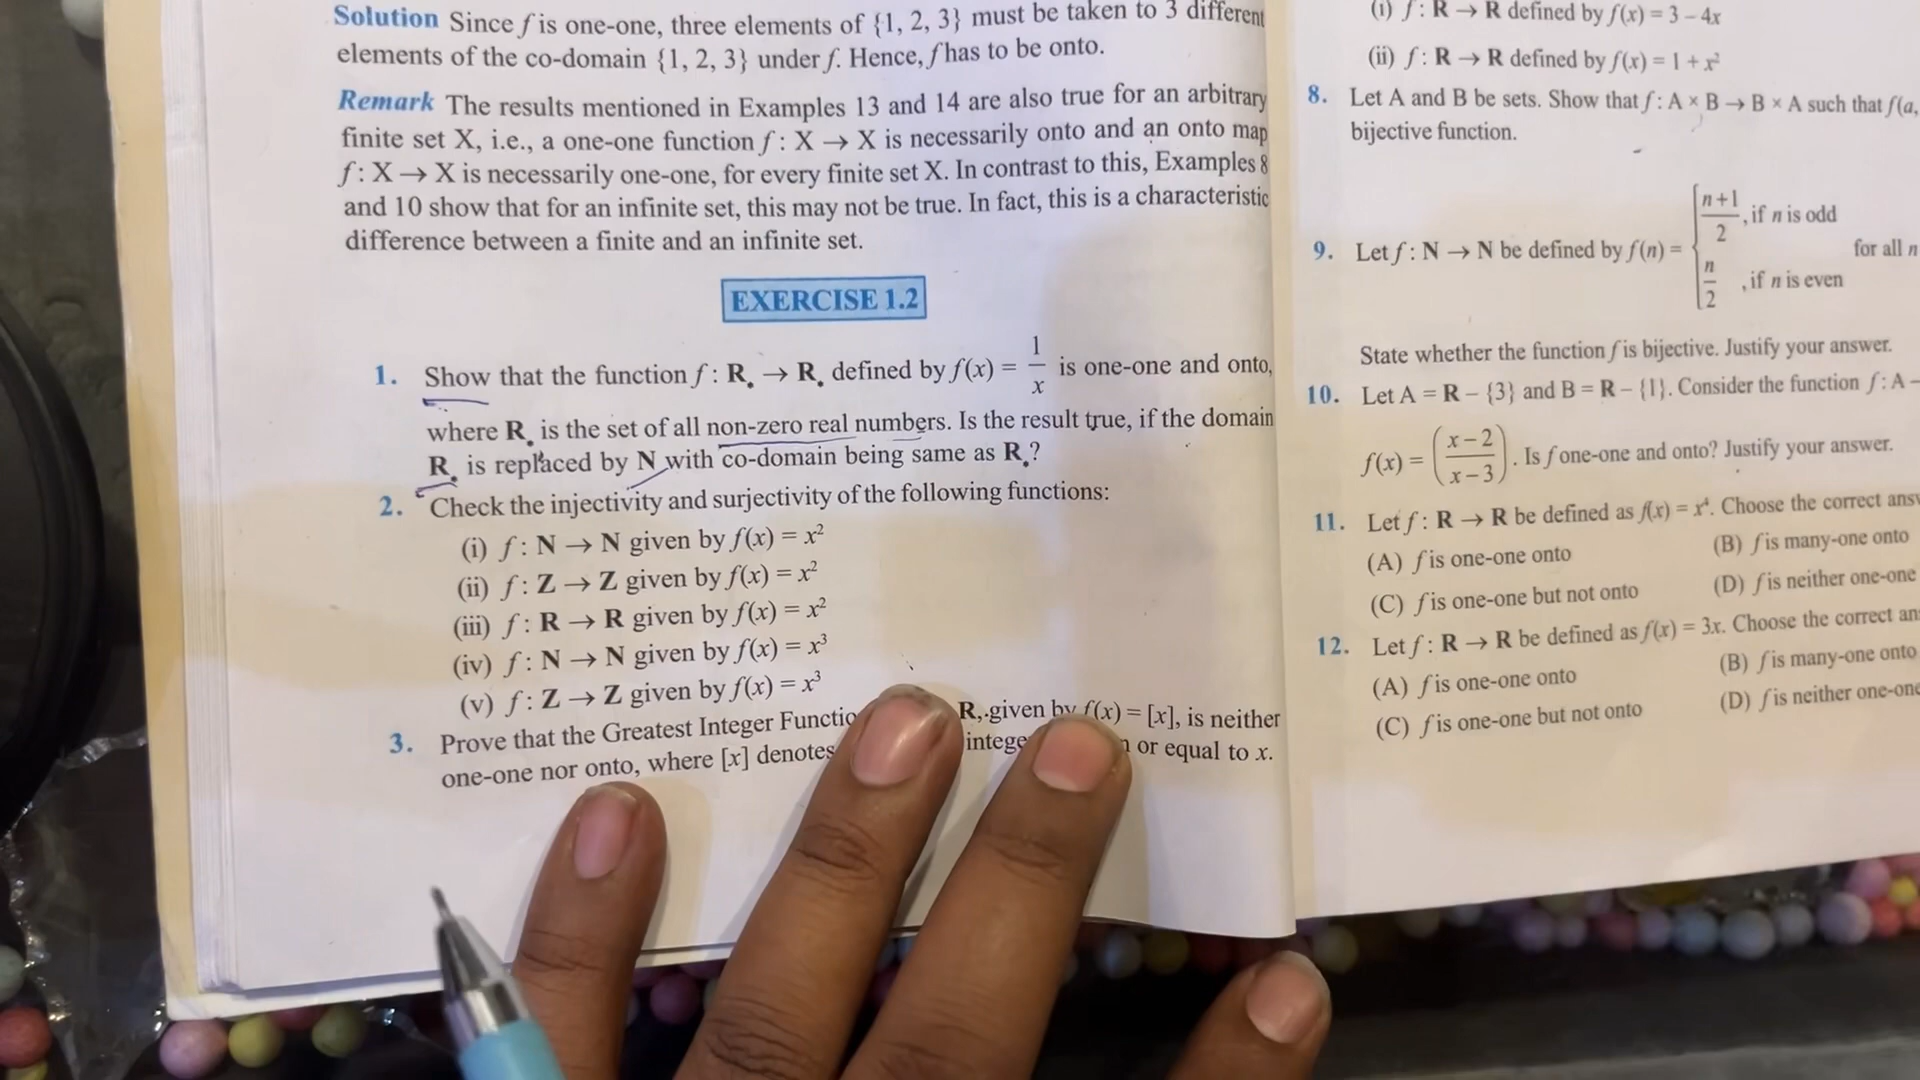 Solution Since f is one-one, three elements of {1, 2, 3} must be taken to 3 different
elements of the co-domain {1, 2, 3} under f. Hence, f has to be onto.
Remark The results mentioned in Examples 13 and 14 are also true for an arbitrary
finite set X, i.e., a one-one function f : X → X is necessarily onto and an onto map
f : X → X is necessarily one-one, for every finite set X. In contrast to this, Examples 8
and 10 show that for an infinite set, this may not be true. In fact, this is a characteristic
difference between a finite and an infinite set.
EXERCISE 1.2
1. Show that the function f : R* → R* defined by f(x) = 1/x is one-one and onto,
where R* is the set of all non-zero real numbers. Is the result true, if the domain
R* is replaced by N with co-domain being same as R*?
2. Check the injectivity and surjectivity of the following functions:
(i) f : N → N given by f(x) = x²
(ii) f : Z → Z given by f(x) = x²
(iii) f : R → R given by f(x) = x²
(iv) f : N → N given by f(x) = x³
(v) f : Z → Z given by f(x) = x³
3. Prove that the Greatest Integer R, given by f(x) = [x], is neither
one-one nor onto, where [x] denotes or equal to x.
(i) f : R → R defined by f(x) = 3 – 4x
(ii) f : R → R defined by f(x) = 1 + x²
8. Let A and B be sets. Show that f : A × B → B × A such that f(a,
bijective function.
9. Let f : N → N be defined by f(n) = { (n+1)/2, if n is odd
n/2, if n is even
for all n
State whether the function f is bijective. Justify your answer.
10. Let A = R – {3} and B = R – {1}. Consider the function f : A
f(x) = ((x–2)/(x–3)). Is f one-one and onto? Justify your answer.
11. Let f : R → R be defined as f(x) = x⁴. Choose the correct
(A) f is one-one onto (B) f is many-one onto
(C) f is one-one but not onto (D) f is neither one-one
12. Let f : R → R be defined as f(x) = 3x. Choose the correct
(A) f is one-one onto (B) f is many-one onto
(C) f is one-one but not onto (D) f is neither one-one